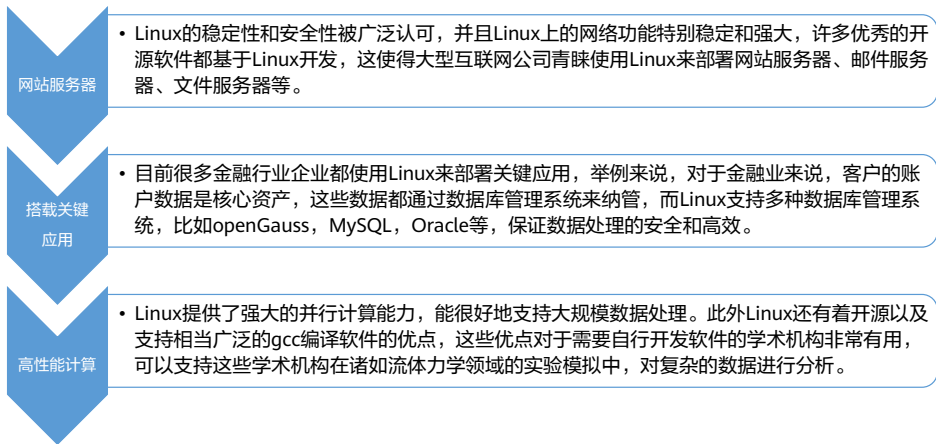 网站服务器
• Linux的稳定性和安全性被广泛认可，并且Linux上的网络功能特别稳定和强大，许多优秀的开
源软件都基于Linux开发，这使得大型互联网公司青睐使用Linux来部署网站服务器、邮件服务
器、文件服务器等。
搭载关键
应用
• 目前很多金融行业企业都使用Linux来部署关键应用，举例来说，对于金融业来说，客户的账
户数据是核心资产，这些数据都通过数据库管理系统来纳管，而Linux支持多种数据库管理系
统，比如openGauss，MySQL，Oracle等，保证数据处理的安全和高效。
高性能计算
• Linux提供了强大的并行计算能力，能很好地支持大规模数据处理。此外Linux还有着开源以及
支持相当广泛的gcc编译软件的优点，这些优点对于需要自行开发软件的学术机构非常有用，
可以支持这些学术机构在诸如流体力学领域的实验模拟中，对复杂的数据进行分析。